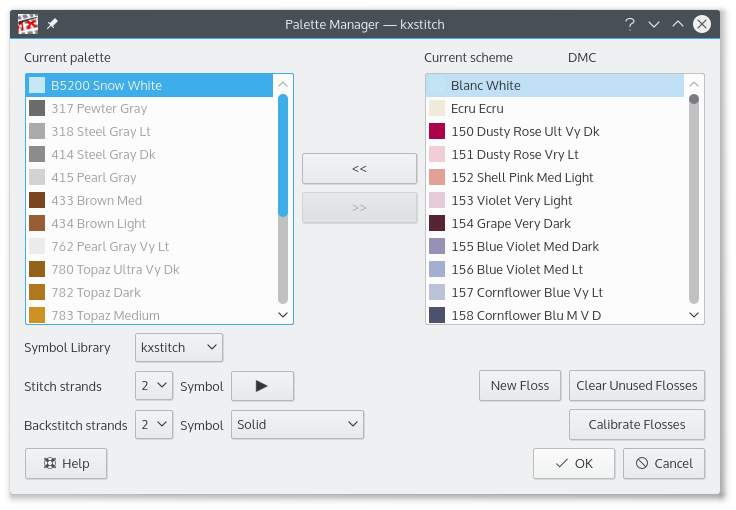 Palette Manager — kxstitch
Current palette
Current scheme DMC
B5200 Snow White
317 Pewter Gray
318 Steel Gray Lt
414 Steel Gray Dk
415 Pearl Gray
433 Brown Med
434 Brown Light
762 Pearl Gray Vy Lt
780 Topaz Ultra Vy Dk
782 Topaz Dark
783 Topaz Medium
<<
>>
Blanc White
Ecru Ecru
150 Dusty Rose Ult Vy Dk
151 Dusty Rose Vry Lt
152 Shell Pink Med Light
153 Violet Very Light
154 Grape Very Dark
155 Blue Violet Med Dark
156 Blue Violet Med Lt
157 Cornflower Blue Vy Lt
158 Cornflower Blu M V D
Symbol Library kxstitch
Stitch strands 2 Symbol
New Floss Clear Unused Flosses
Backstitch strands 2 Symbol Solid
Calibrate Flosses
Help OK Cancel